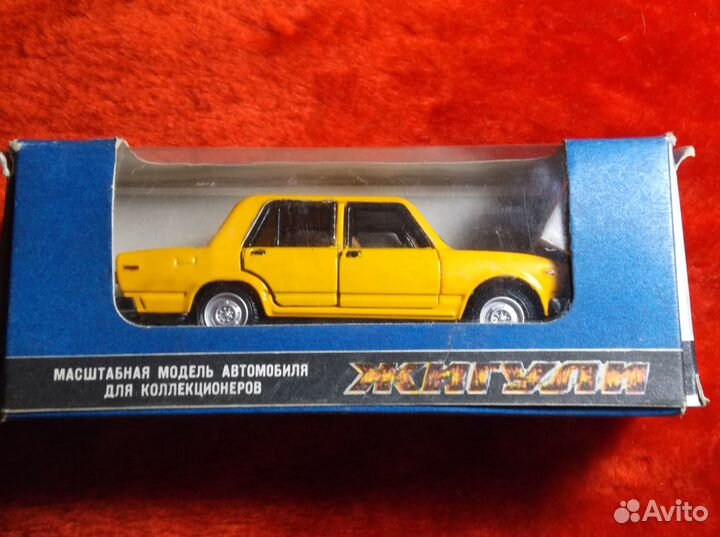 МАСШТАБНАЯ МОДЕЛЬ АВТОМОБИЛЯ
ДЛЯ КОЛЛЕКЦИОНЕРОВ
ЖИГУЛИ
Avito